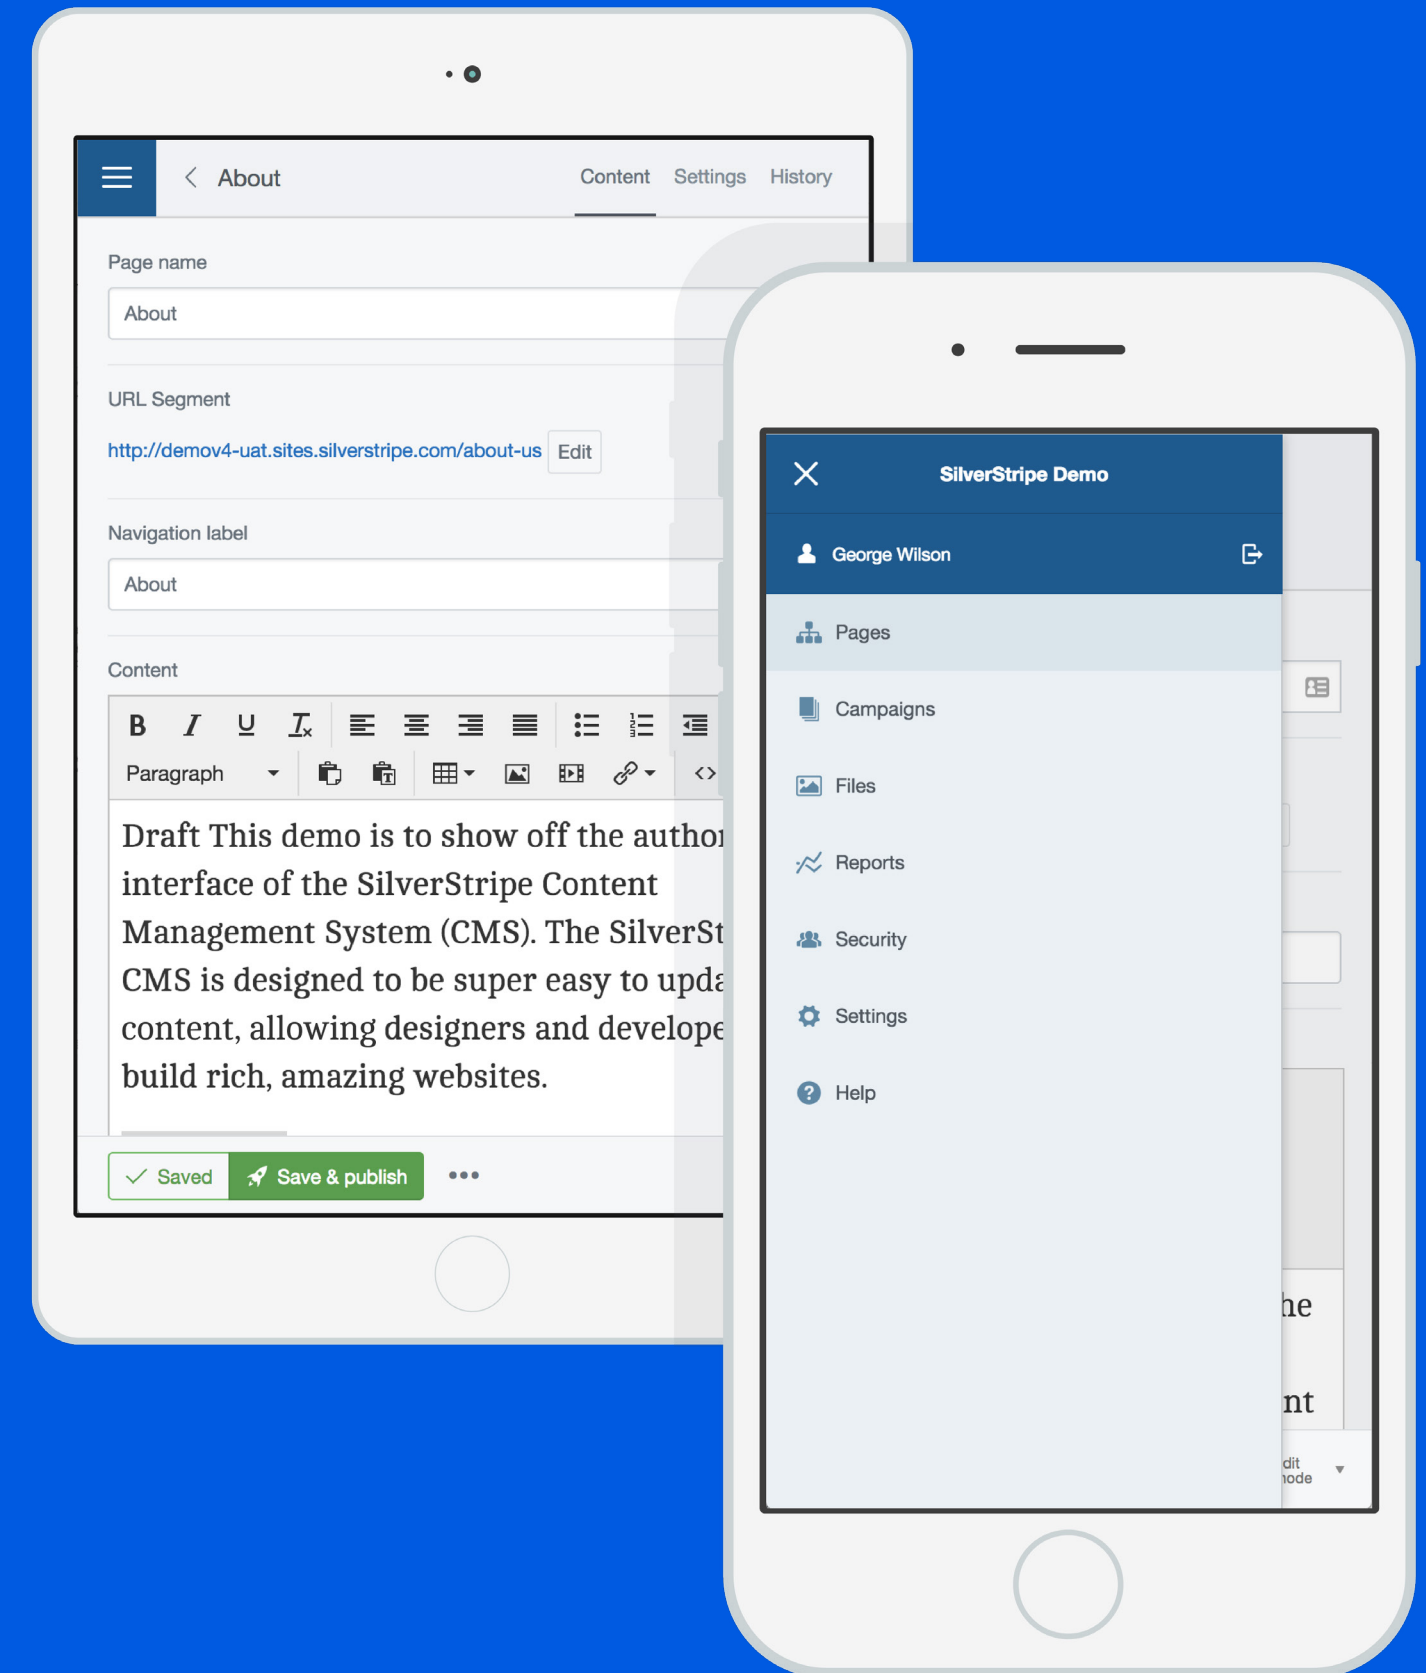 About
Content Settings History
Page name
About
URL Segment
http://demov4-uat.sites.silverstripe.com/about-us Edit
Navigation label
About
Content
B I U
Paragraph
Draft This demo is to show off the author
interface of the SilverStripe Content
Management System (CMS). The SilverSt
CMS is designed to be super easy to upda
content, allowing designers and develope
build rich, amazing websites.
Saved Save & publish
SilverStripe Demo
George Wilson
Pages
Campaigns
Files
Reports
Security
Settings
Help
he
nt
dit
ode